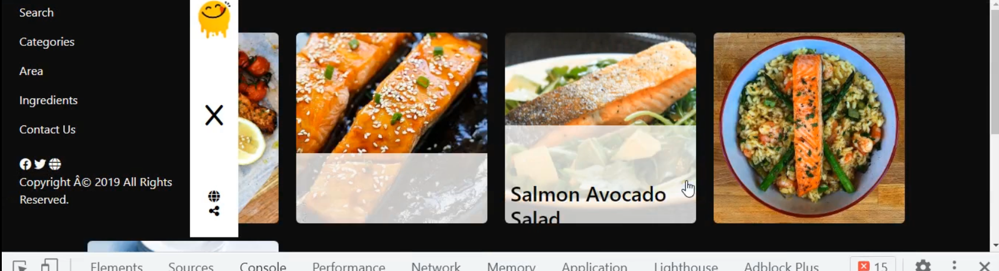 Search
Categories
Area
Ingredients
Contact Us
Copyright Â© 2019 All Rights
Reserved.
X
Salmon Avocado
Salad
Elements Sources Console Performance Network Memory Application Lighthouse Adblock Plus 15